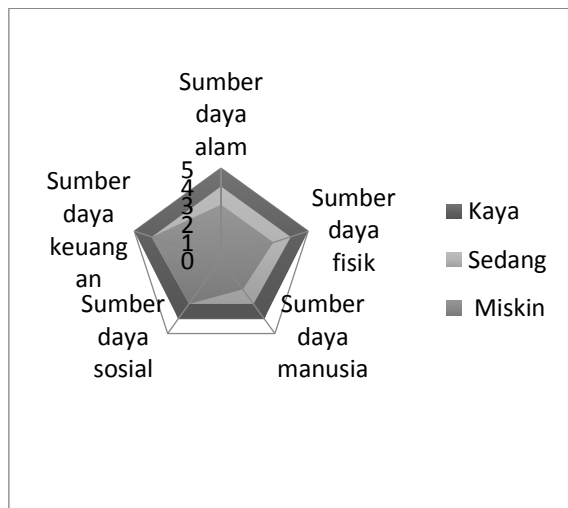 Sumber
daya
alam
5
4
3
2
1
0
Sumber
daya
fisik
Sumber
daya
manusia
Sumber
daya
sosial
Sumber
daya
keuang
an
Kaya
Sedang
Miskin